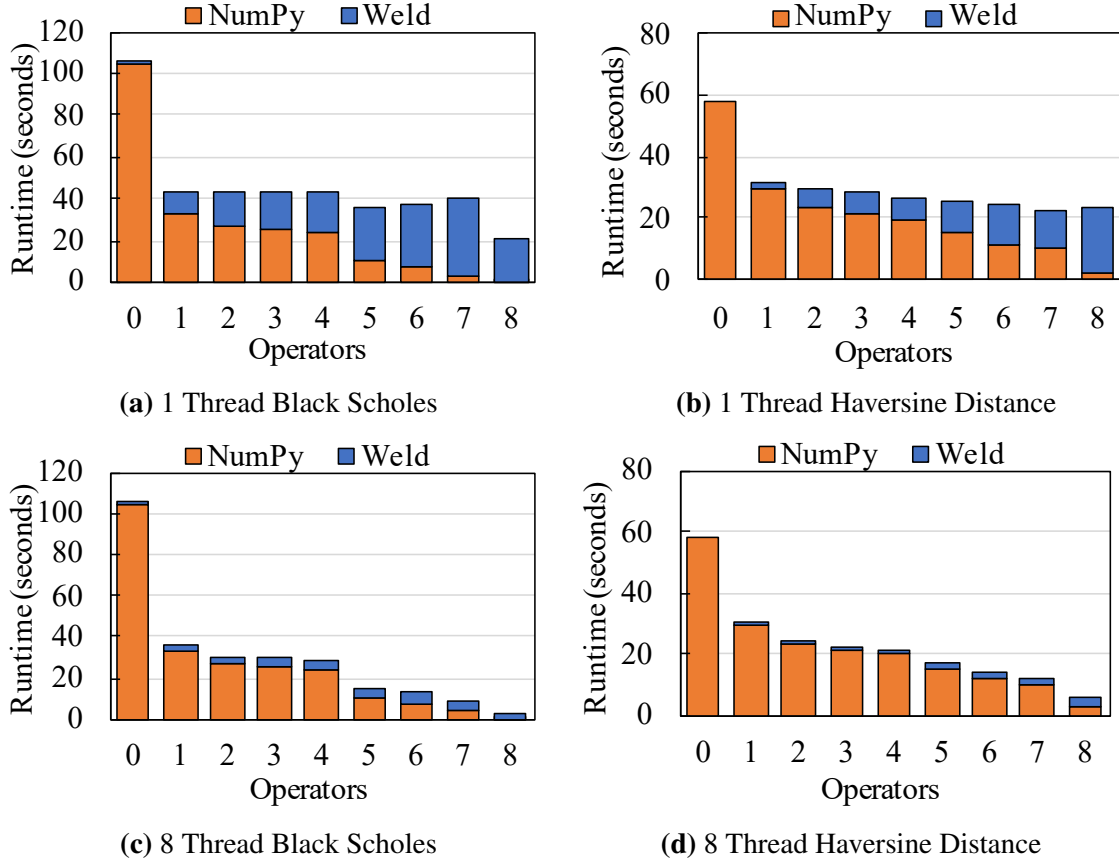 NumPy Weld
120
100
80
60
40
20
0
Runtime (seconds)
0 1 2 3 4 5 6 7 8
Operators
(a) 1 Thread Black Scholes
NumPy Weld
80
60
40
20
0
Runtime (seconds)
0 1 2 3 4 5 6 7 8
Operators
(b) 1 Thread Haversine Distance
NumPy Weld
120
100
80
60
40
20
0
Runtime (seconds)
0 1 2 3 4 5 6 7 8
Operators
(c) 8 Thread Black Scholes
NumPy Weld
80
60
40
20
0
Runtime (seconds)
0 1 2 3 4 5 6 7 8
Operators
(d) 8 Thread Haversine Distance